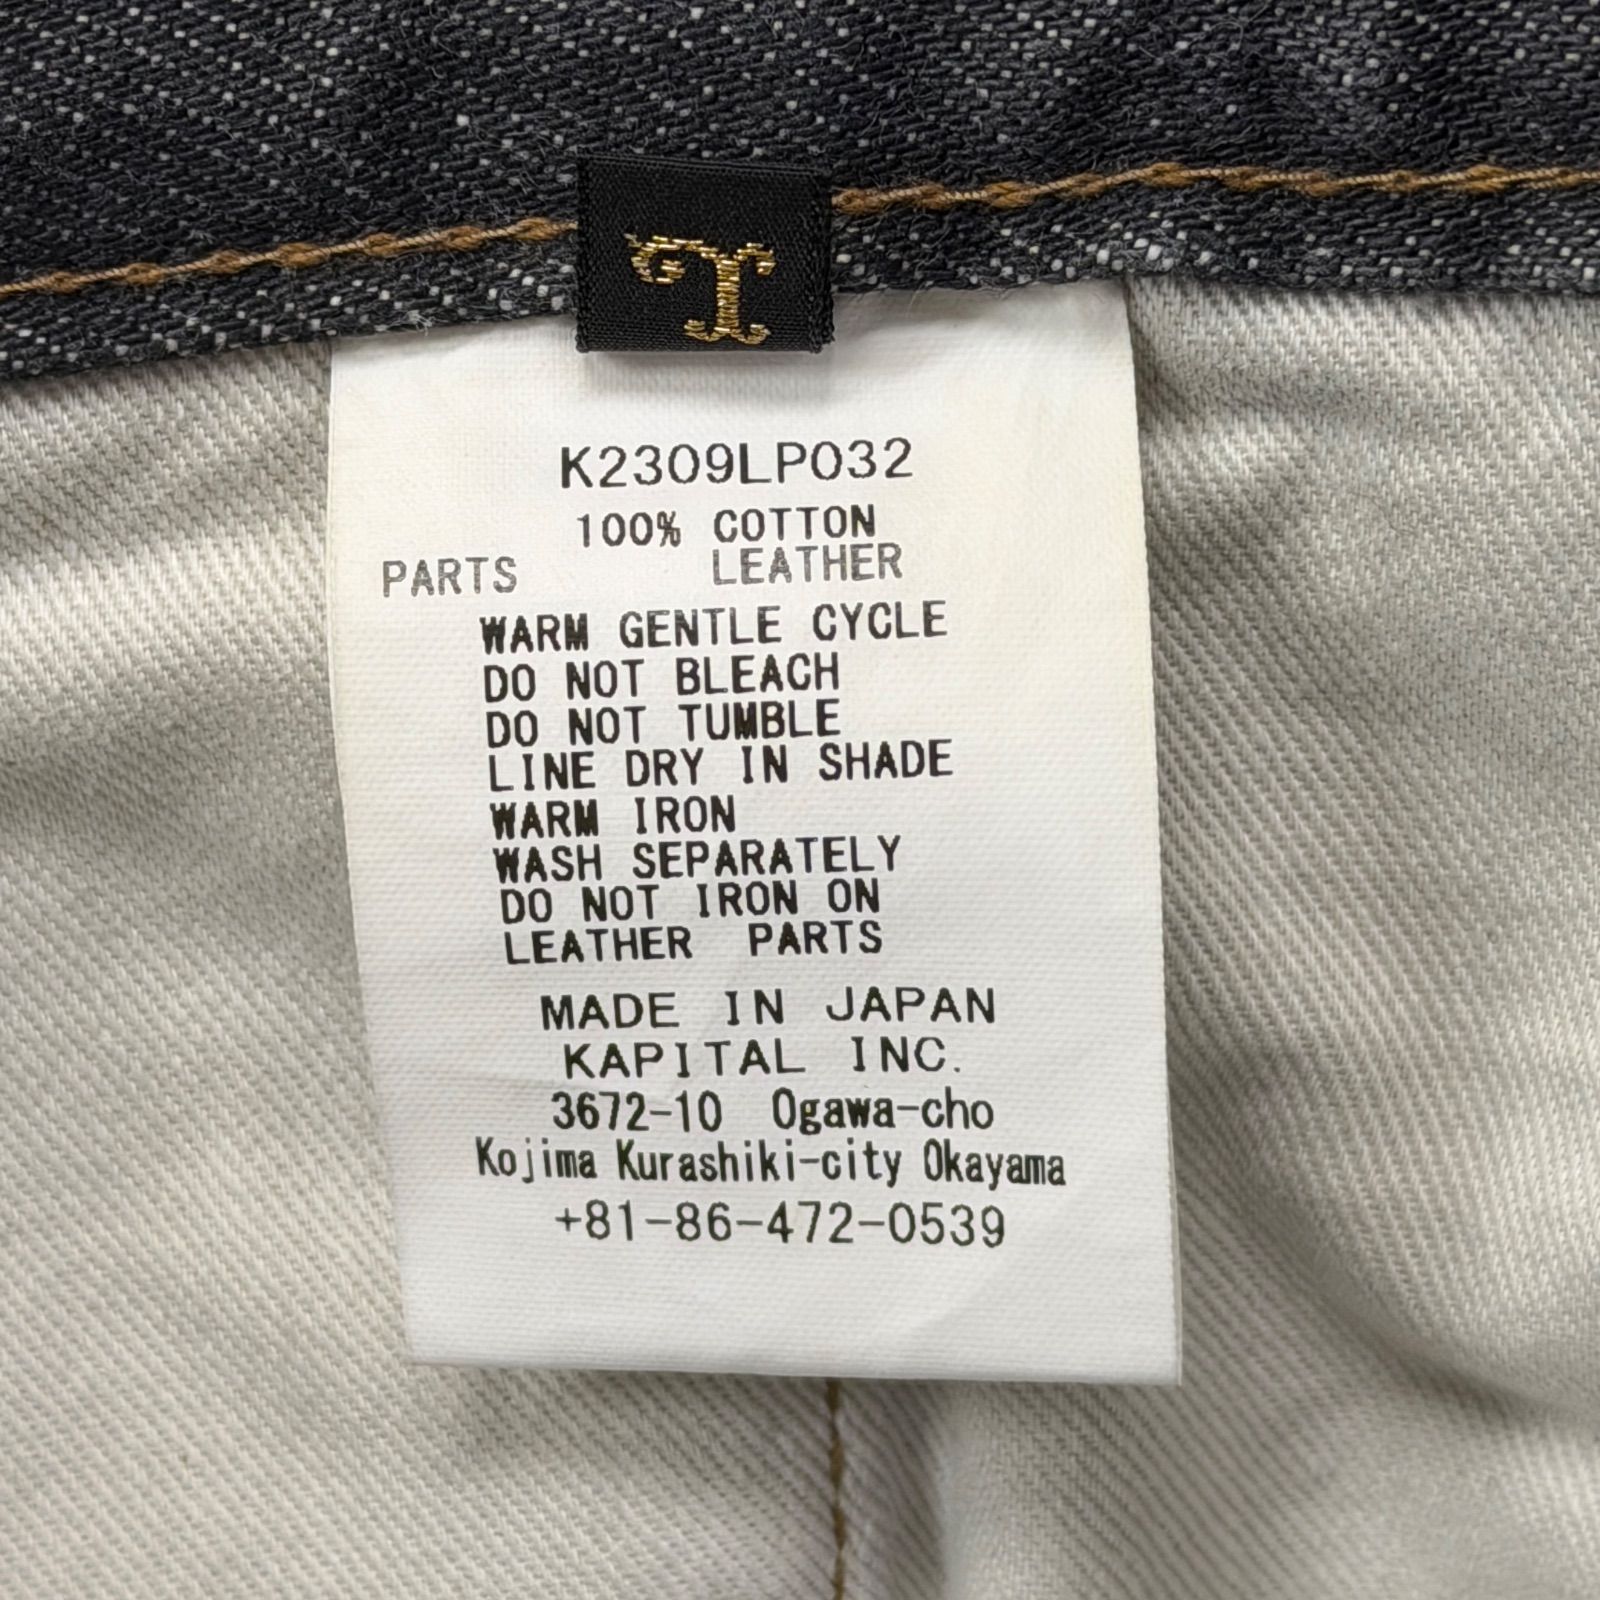 K2309LP032
100% COTTON
PARTS LEATHER
WARM GENTLE CYCLE
DO NOT BLEACH
DO NOT TUMBLE
LINE DRY IN SHADE
WARM IRON
WASH SEPARATELY
DO NOT IRON ON
LEATHER PARTS
MADE IN JAPAN
KAPITAL INC.
3672-10 Ogawa-cho
Kojima Kurashiki-city Okayama
+81-86-472-0539